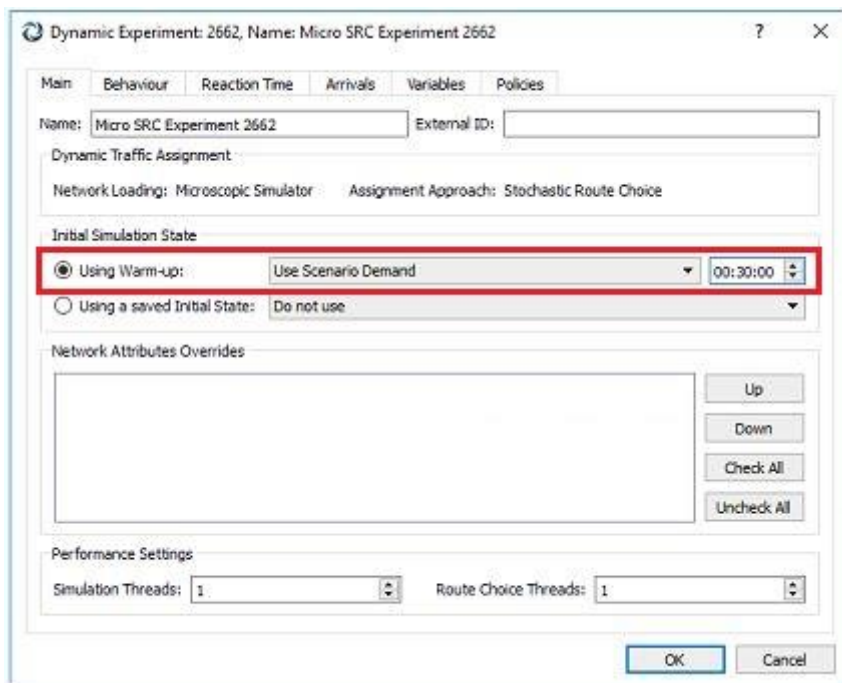 Dynamic Experiment: 2662, Name: Micro SRC Experiment 2662 ?
Main Behaviour Reaction Time Arrivals Variables Policies
Name: Micro SRC Experiment 2662 External ID:
Dynamic Traffic Assignment
Network Loading: Microscopic Simulator Assignment Approach: Stochastic Route Choice
Initial Simulation State
Using Warm-up: Use Scenario Demand 00:30:00
Using a saved Initial State: Do not use
Network Attributes Overrides
Up
Down
Check All
Uncheck All
Performance Settings
Simulation Threads: 1 Route Choice Threads: 1
OK Cancel